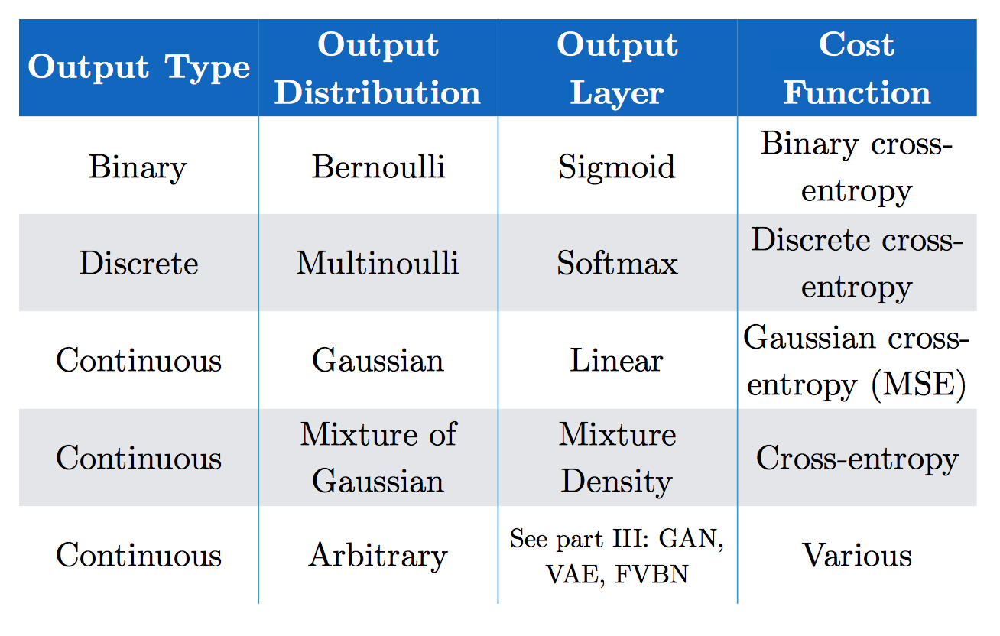 Output Type
Output
Distribution
Output
Layer
Cost
Function
Binary
Bernoulli
Sigmoid
Binary cross-
entropy
Discrete
Multinoulli
Softmax
Discrete cross-
entropy
Continuous
Gaussian
Linear
Gaussian cross-
entropy (MSE)
Continuous
Mixture of
Gaussian
Mixture
Density
Cross-entropy
Continuous
Arbitrary
See part III: GAN,
VAE, FVBN
Various